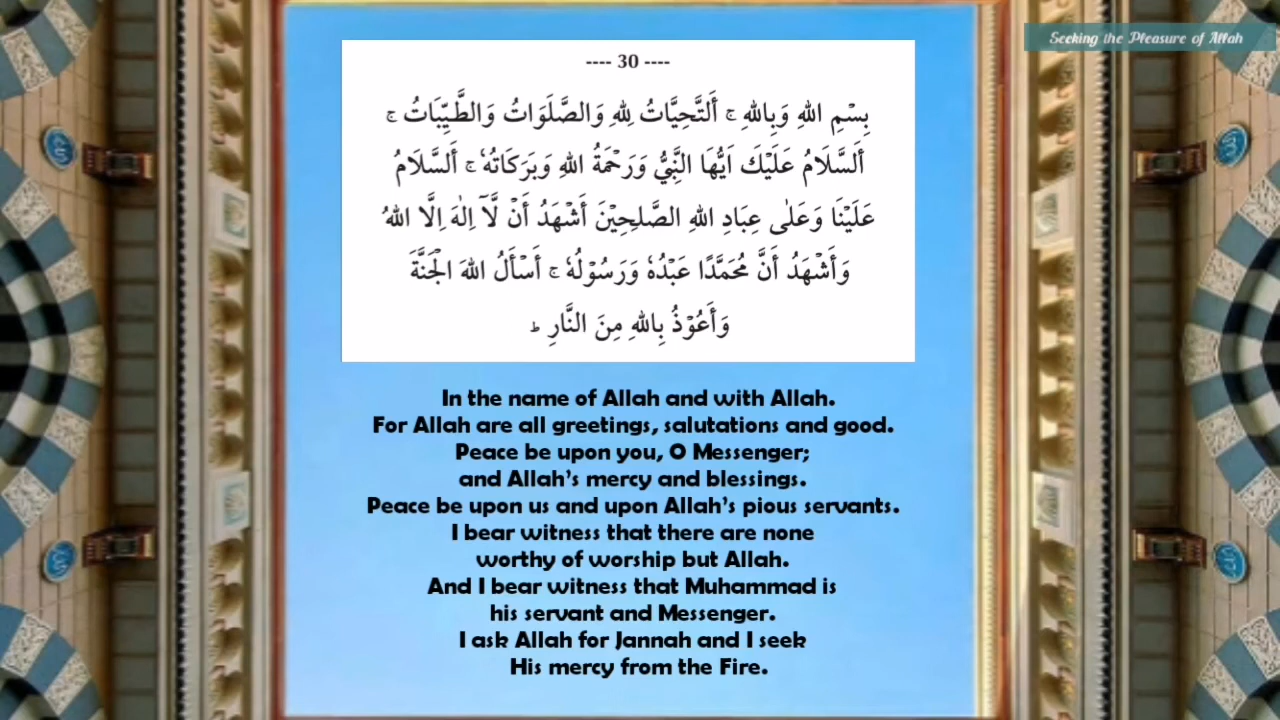 Seeking the Pleasure of Allah
---- 30 ----
بِسْمِ اللهِ وَبِاللهِ ۚ أَلتَّحِيَّاتُ لِلّٰهِ وَالصَّلَوَاتُ وَالطَّيِّبَاتُ ۚ
أَلسَّلَامُ عَلَيْكَ اَيُّهَا النَّبِيُّ وَرَحْمَةُ اللهِ وَبَرَكَاتُهٗ ۚ أَلسَّلَامُ
عَلَيْنَا وَعَلٰى عِبَادِ اللهِ الصَّلِحِيْنَ أَشْهَدُ أَنْ لَّآ اِلٰهَ اِلَّا اللهُ
وَأَشْهَدُ أَنَّ مُحَمَّدًا عَبْدُهٗ وَرَسُوْلُهٗ ۚ أَسْأَلُ اللهَ الْجَنَّةَ
وَأَعُوْذُ بِاللهِ مِنَ النَّارِ ؕ
In the name of Allah and with Allah.
For Allah are all greetings, salutations and good.
Peace be upon you, O Messenger;
and Allah's mercy and blessings.
Peace be upon us and upon Allah's pious servants.
I bear witness that there are none
worthy of worship but Allah.
And I bear witness that Muhammad is
his servant and Messenger.
I ask Allah for Jannah and I seek
His mercy from the Fire.